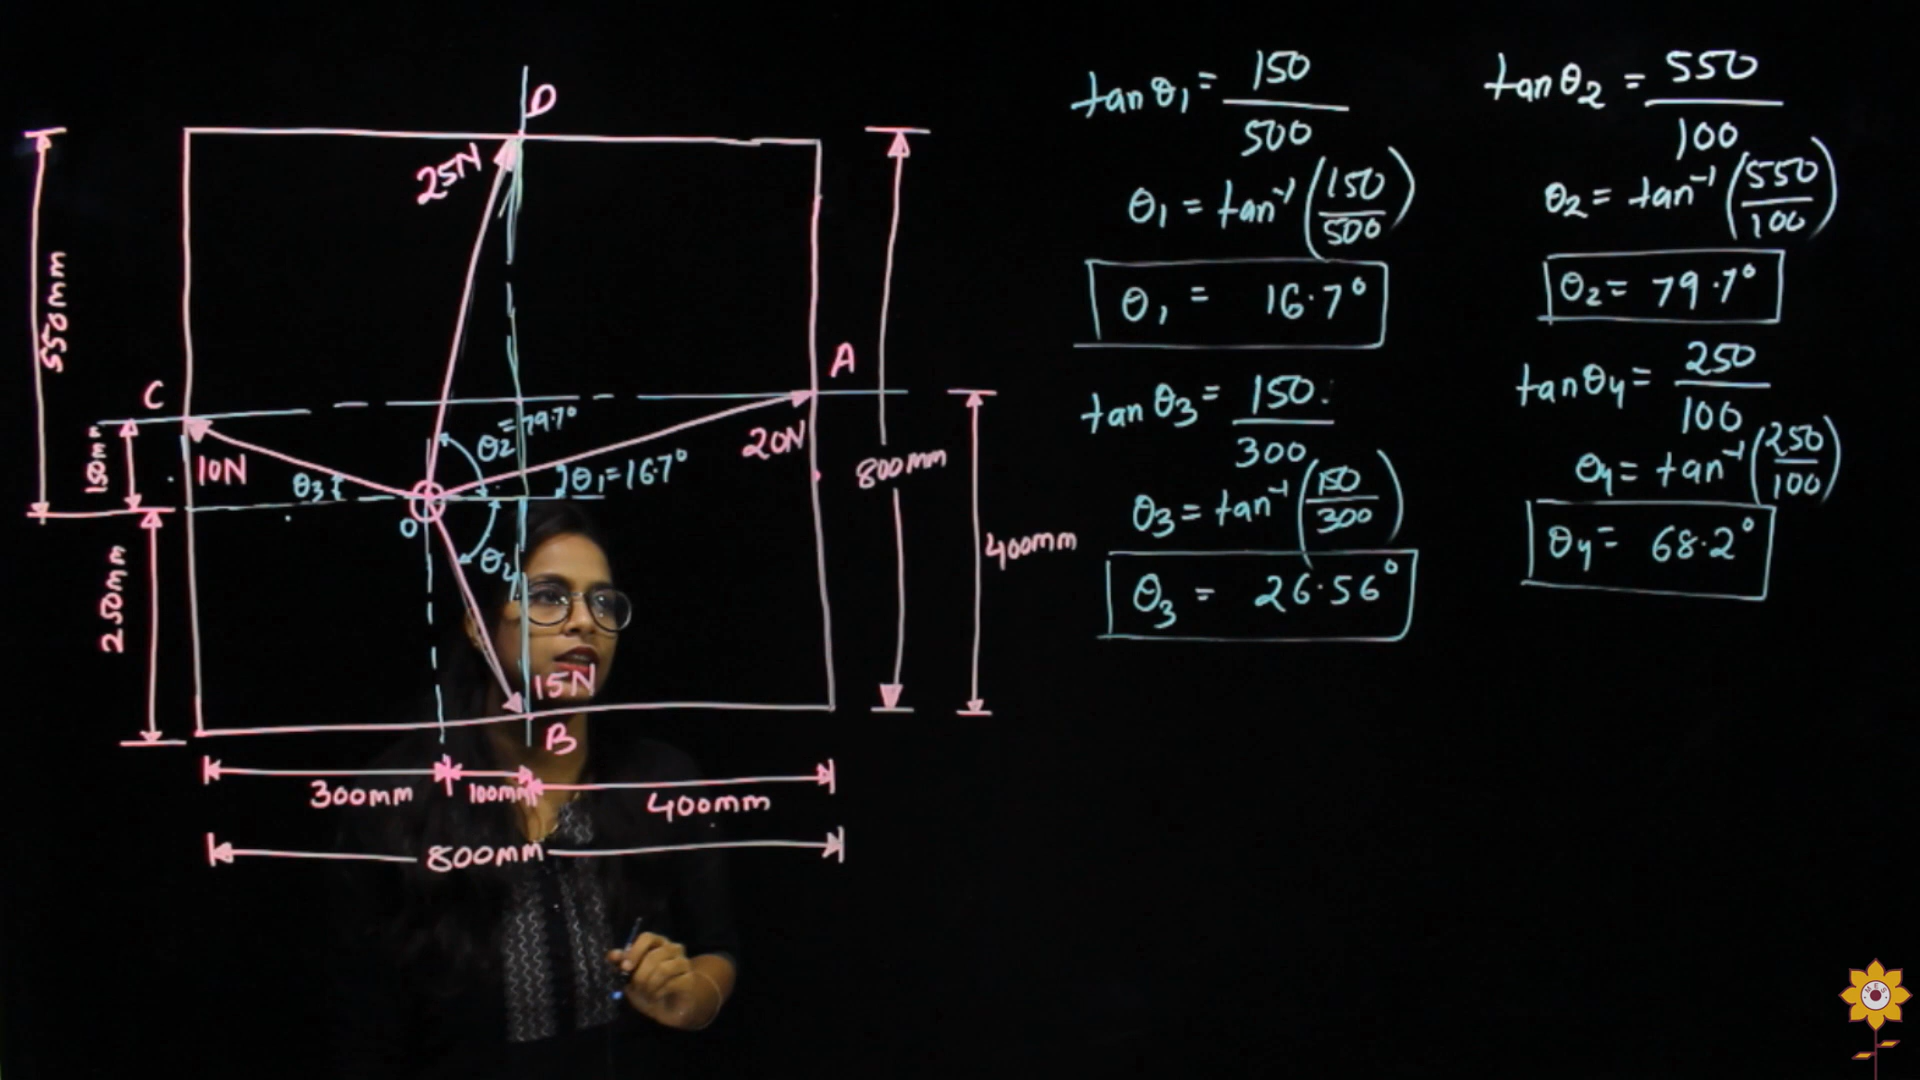 D
25N
550mm
A
C
θ2 = 79.7°
150mm
10N
20N
θ3
θ1 = 16.7°
800mm
O
400mm
θ4
250mm
15N
B
300mm
100mm
400mm
800mm
tan θ1 = 150
500
θ1 = tan⁻¹ (150
500)
θ1 = 16.7°
tan θ3 = 150
300
θ3 = tan⁻¹ (150
300)
θ3 = 26.56°
tan θ2 = 550
100
θ2 = tan⁻¹ (550
100)
θ2 = 79.7°
tan θ4 = 250
100
θ4 = tan⁻¹ (250
100)
θ4 = 68.2°
MES